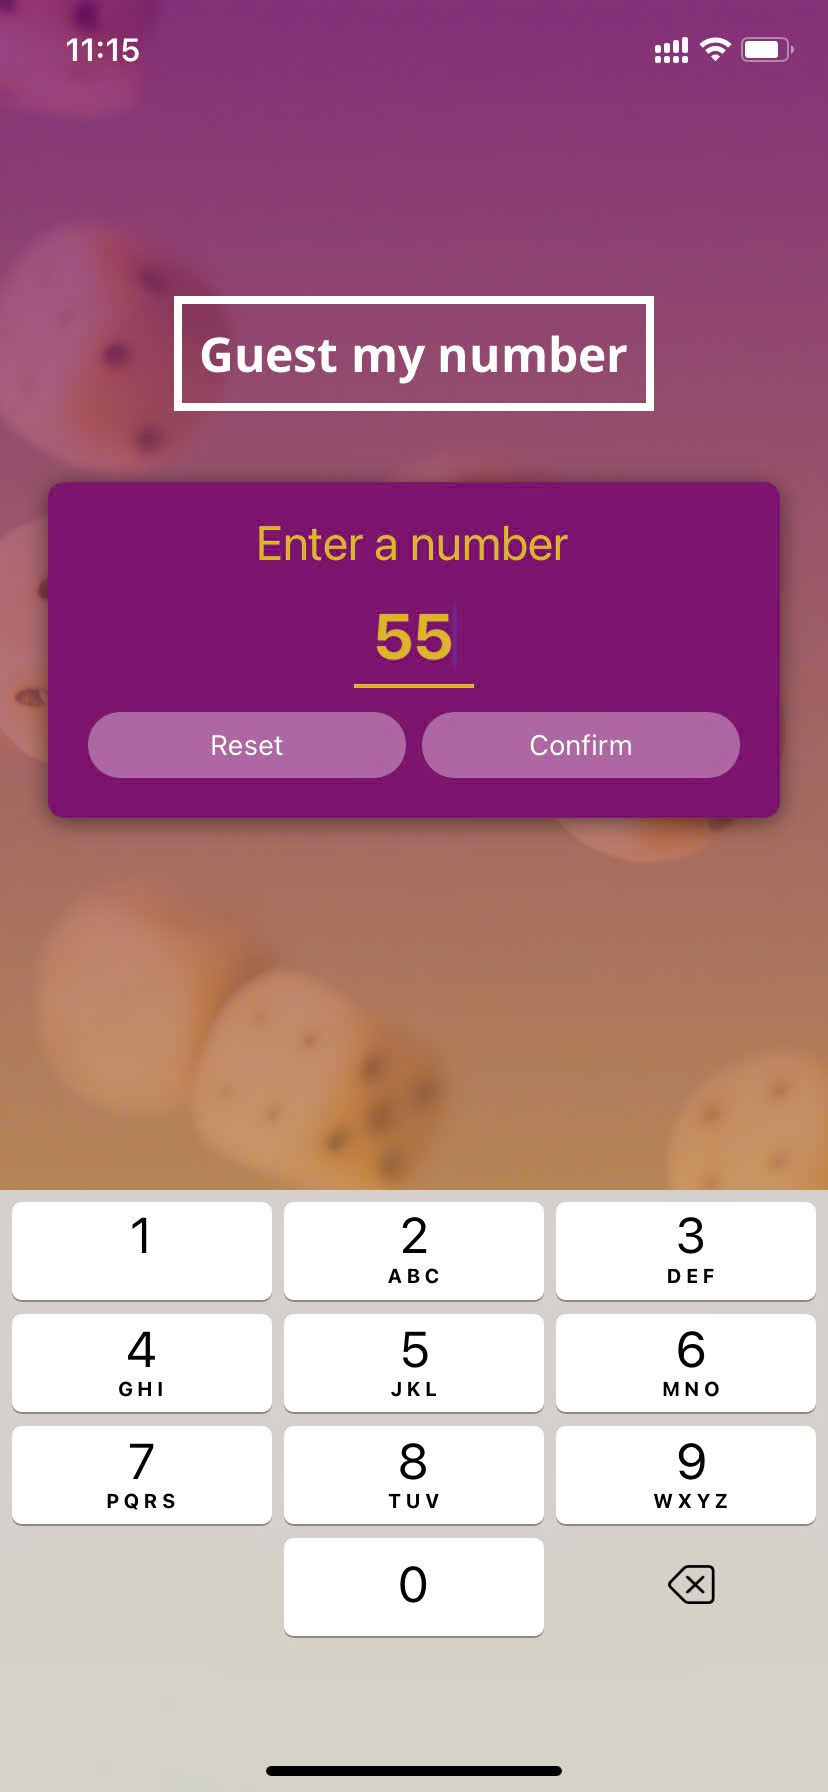 11:15
Guest my number
Enter a number
55
Reset Confirm
1 2 3
ABC DEF
4 5 6
GHI JKL MNO
7 8 9
PQRS TUV WXYZ
0